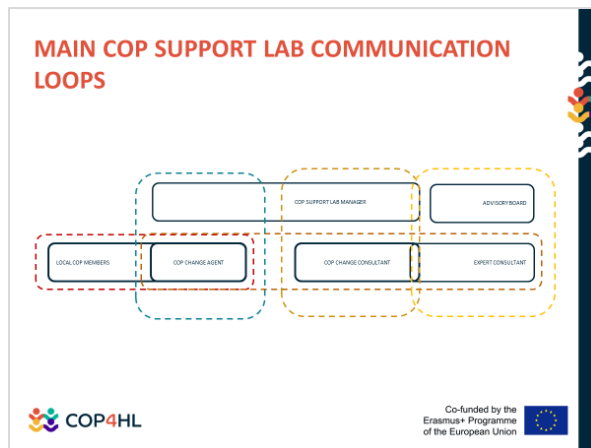 MAIN COP SUPPORT LAB COMMUNICATION
LOOPS
COP SUPPORT LAB MANAGER
ADVISORY BOARD
LOCAL COP MEMBERS
COP CHANGE AGENT
COP CHANGE CONSULTANT
EXPERT CONSULTANT
COP4HL
Co-funded by the
Erasmus+ Programme
of the European Union